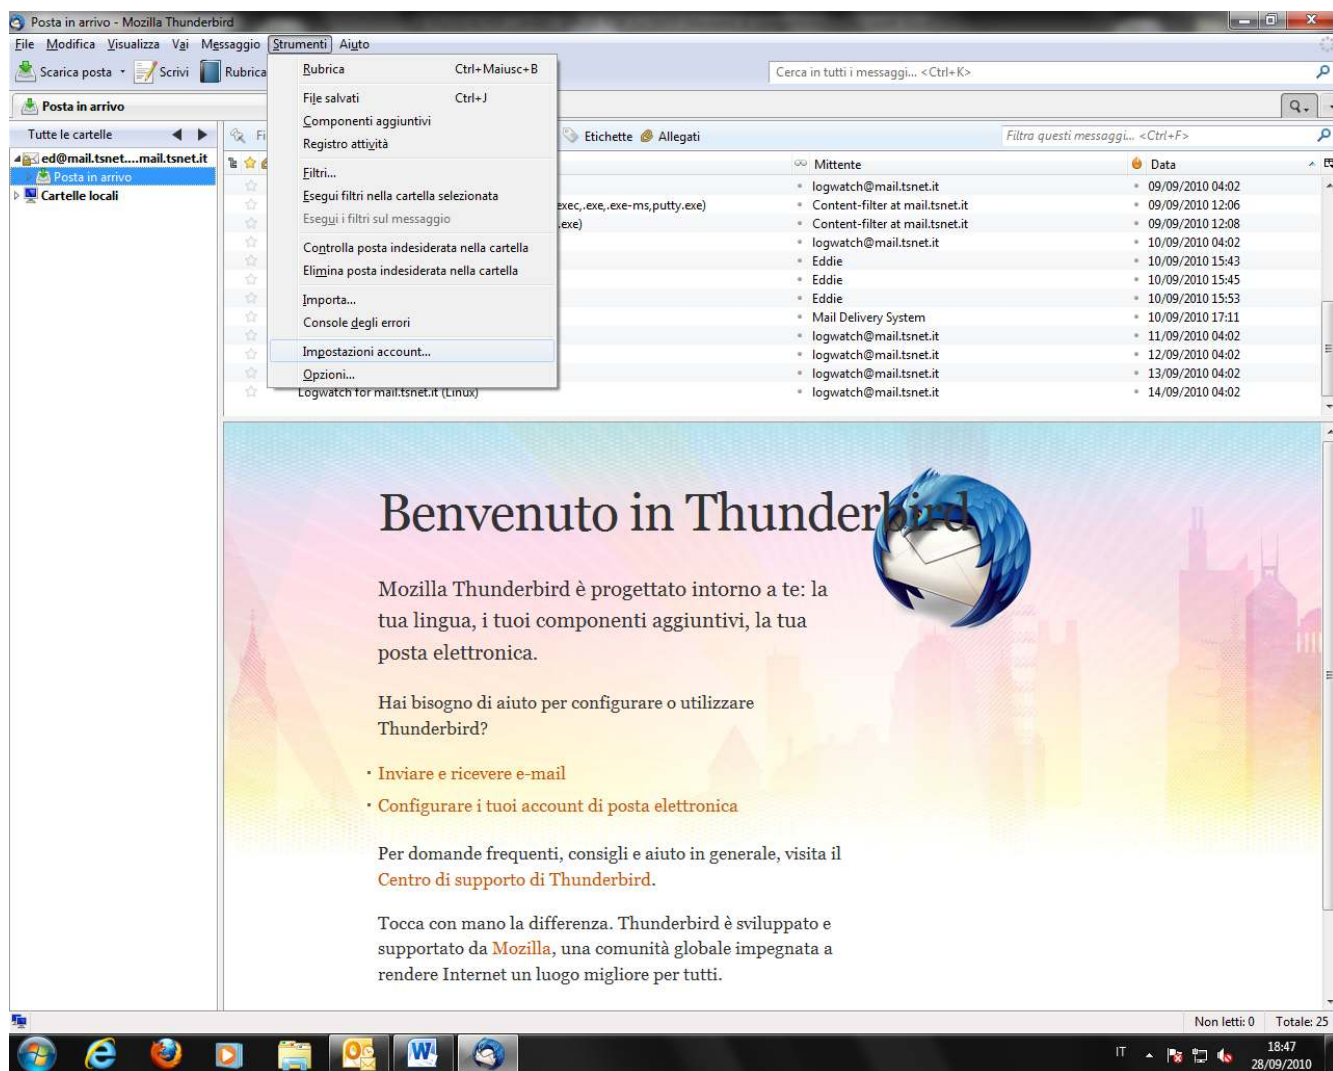 Posta in arrivo - Mozilla Thunderbird
File Modifica Visualizza Vai Messaggio Strumenti Aiuto
Scarica posta Scrivi Rubrica Cerca in tutti i messaggi... <Ctrl+K>
Posta in arrivo
Tutte le cartelle
Etichette Allegati Filtra questi messaggi... <Ctrl+F>
ed@mail.tsnet....mail.tsnet.it
Posta in arrivo
Cartelle locali
Rubrica Ctrl+Maiusc+B
File salvati Ctrl+J
Componenti aggiuntivi
Registro attività
Filtri...
Esegui filtri nella cartella selezionata
Esegui i filtri sul messaggio
Controlla posta indesiderata nella cartella
Elimina posta indesiderata nella cartella
Importa...
Console degli errori
Impostazioni account...
Opzioni...
Mittente Data
logwatch@mail.tsnet.it 09/09/2010 04:02
exec,.exe,.exe-ms,putty.exe) Content-filter at mail.tsnet.it 09/09/2010 12:06
.exe) Content-filter at mail.tsnet.it 09/09/2010 12:08
logwatch@mail.tsnet.it 10/09/2010 04:02
Eddie 10/09/2010 15:43
Eddie 10/09/2010 15:45
Eddie 10/09/2010 15:53
Mail Delivery System 10/09/2010 17:11
logwatch@mail.tsnet.it 11/09/2010 04:02
logwatch@mail.tsnet.it 12/09/2010 04:02
logwatch@mail.tsnet.it 13/09/2010 04:02
Logwatch for mail.tsnet.it (Linux) logwatch@mail.tsnet.it 14/09/2010 04:02
Benvenuto in Thunderbird
Mozilla Thunderbird è progettato intorno a te: la
tua lingua, i tuoi componenti aggiuntivi, la tua
posta elettronica.
Hai bisogno di aiuto per configurare o utilizzare
Thunderbird?
· Inviare e ricevere e-mail
· Configurare i tuoi account di posta elettronica
Per domande frequenti, consigli e aiuto in generale, visita il
Centro di supporto di Thunderbird.
Tocca con mano la differenza. Thunderbird è sviluppato e
supportato da Mozilla, una comunità globale impegnata a
rendere Internet un luogo migliore per tutti.
Non letti: 0 Totale: 25
IT 18:47
28/09/2010